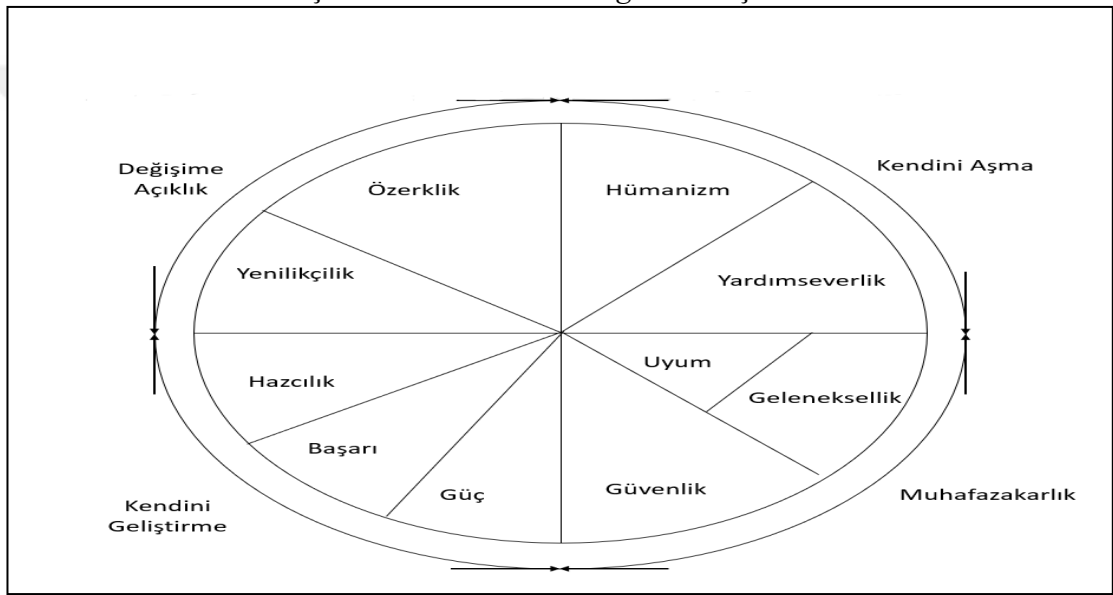 Değişime
Açıklık
Kendini Aşma
Özerklik
Hümanizm
Yenilikçilik
Yardımseverlik
Uyum
Hazcılık
Geleneksellik
Başarı
Güç
Güvenlik
Kendini
Geliştirme
Muhafazakarlık